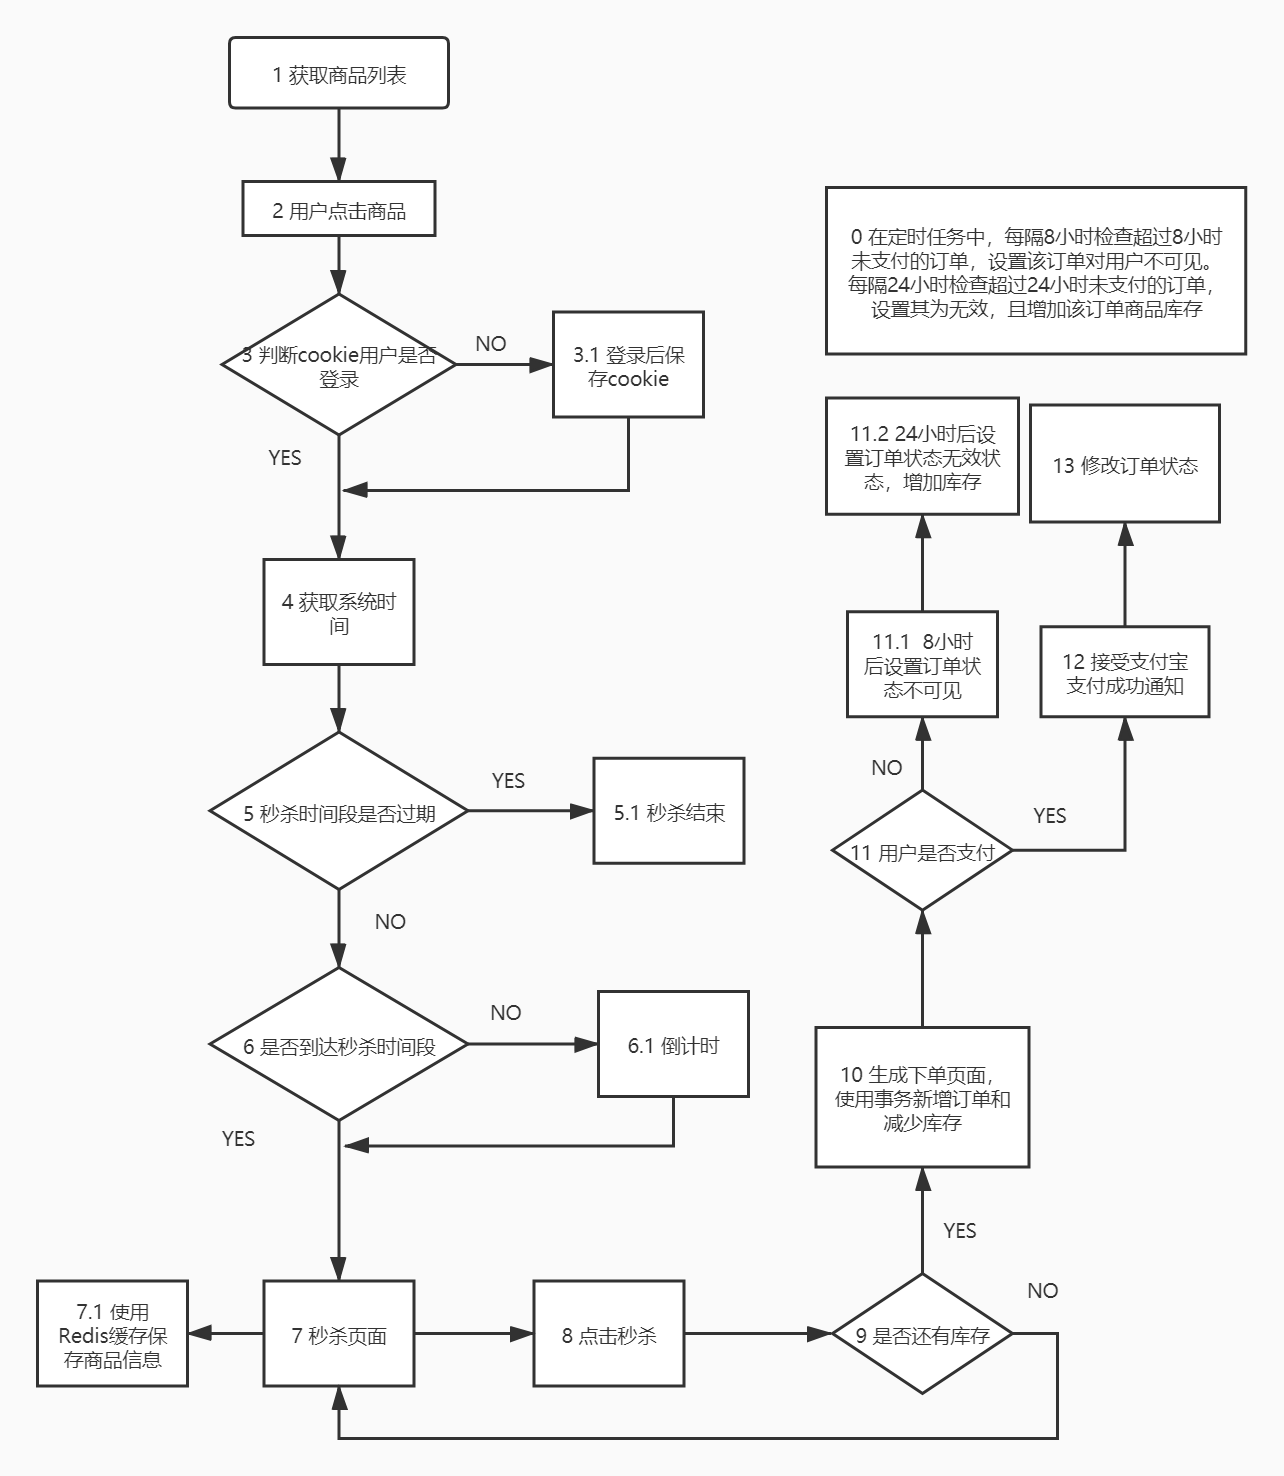 1 获取商品列表
2 用户点击商品
3 判断cookie用户是否
登录
NO
3.1 登录后保
存cookie
YES
4 获取系统时
间
5 秒杀时间段是否过期
YES
5.1 秒杀结束
NO
6 是否到达秒杀时间段
NO
6.1 倒计时
YES
7.1 使用
Redis缓存保
存商品信息
7 秒杀页面
8 点击秒杀
9 是否还有库存
NO
YES
10 生成下单页面,
使用事务新增订单和
减少库存
11 用户是否支付
NO
YES
11.1  8小时
后设置订单状
态不可见
12 接受支付宝
支付成功通知
11.2 24小时后设
置订单状态无效状
态，增加库存
13 修改订单状态
0 在定时任务中，每隔8小时检查超过8小时
未支付的订单，设置该订单对用户不可见。
每隔24小时检查超过24小时未支付的订单，
设置其为无效，且增加该订单商品库存